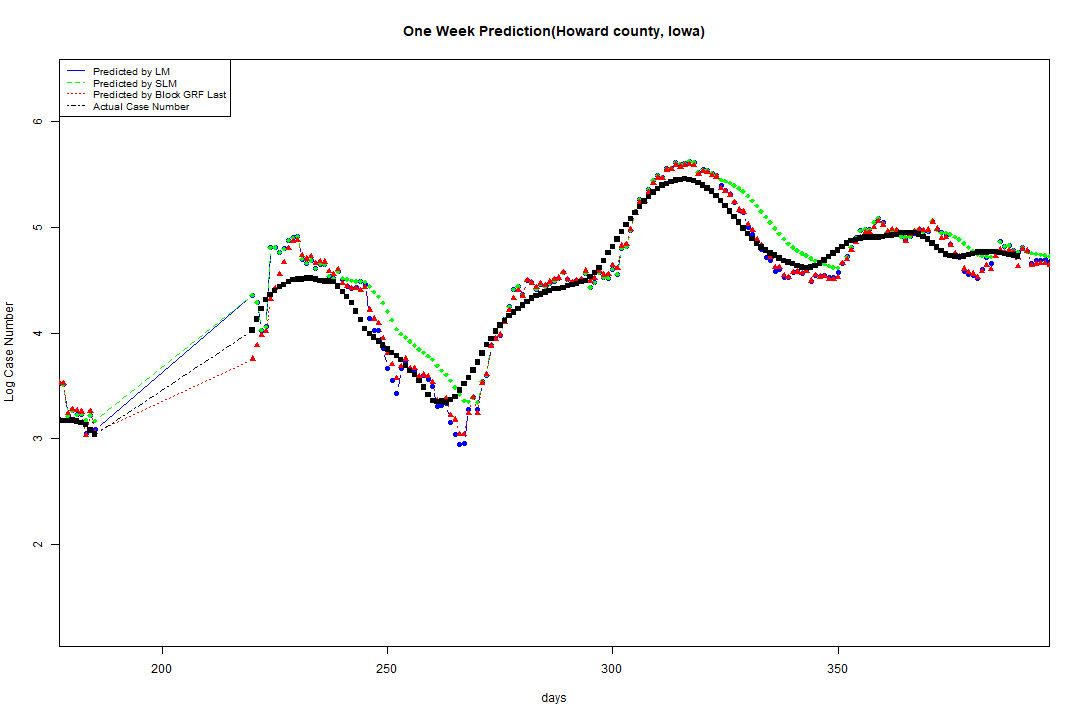 One Week Prediction(Howard county, Iowa)
Predicted by LM
Predicted by SLM
Predicted by Block GRF Last
Actual Case Number
Log Case Number
6
5
4
3
2
200
250
300
350
days